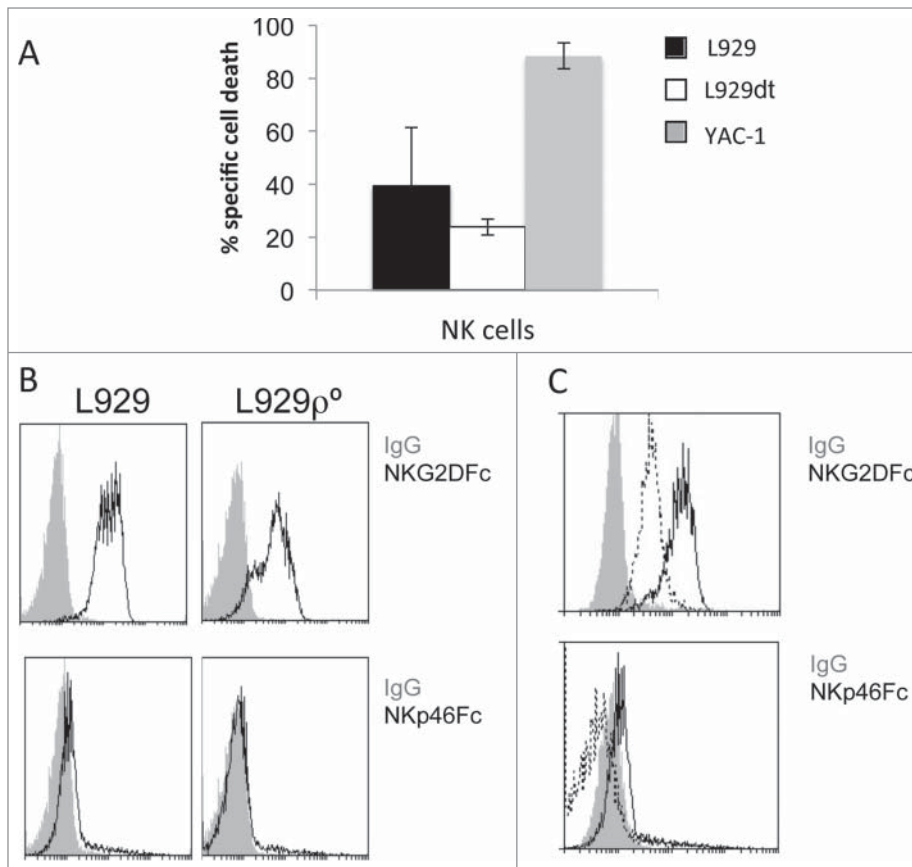 A
100
80
60
40
20
0
% specific cell death
NK cells
L929
L929dt
YAC-1
B
L929
L929ρº
IgG
NKG2DFc
IgG
NKp46Fc
C
IgG
NKG2DFc
IgG
NKp46Fc